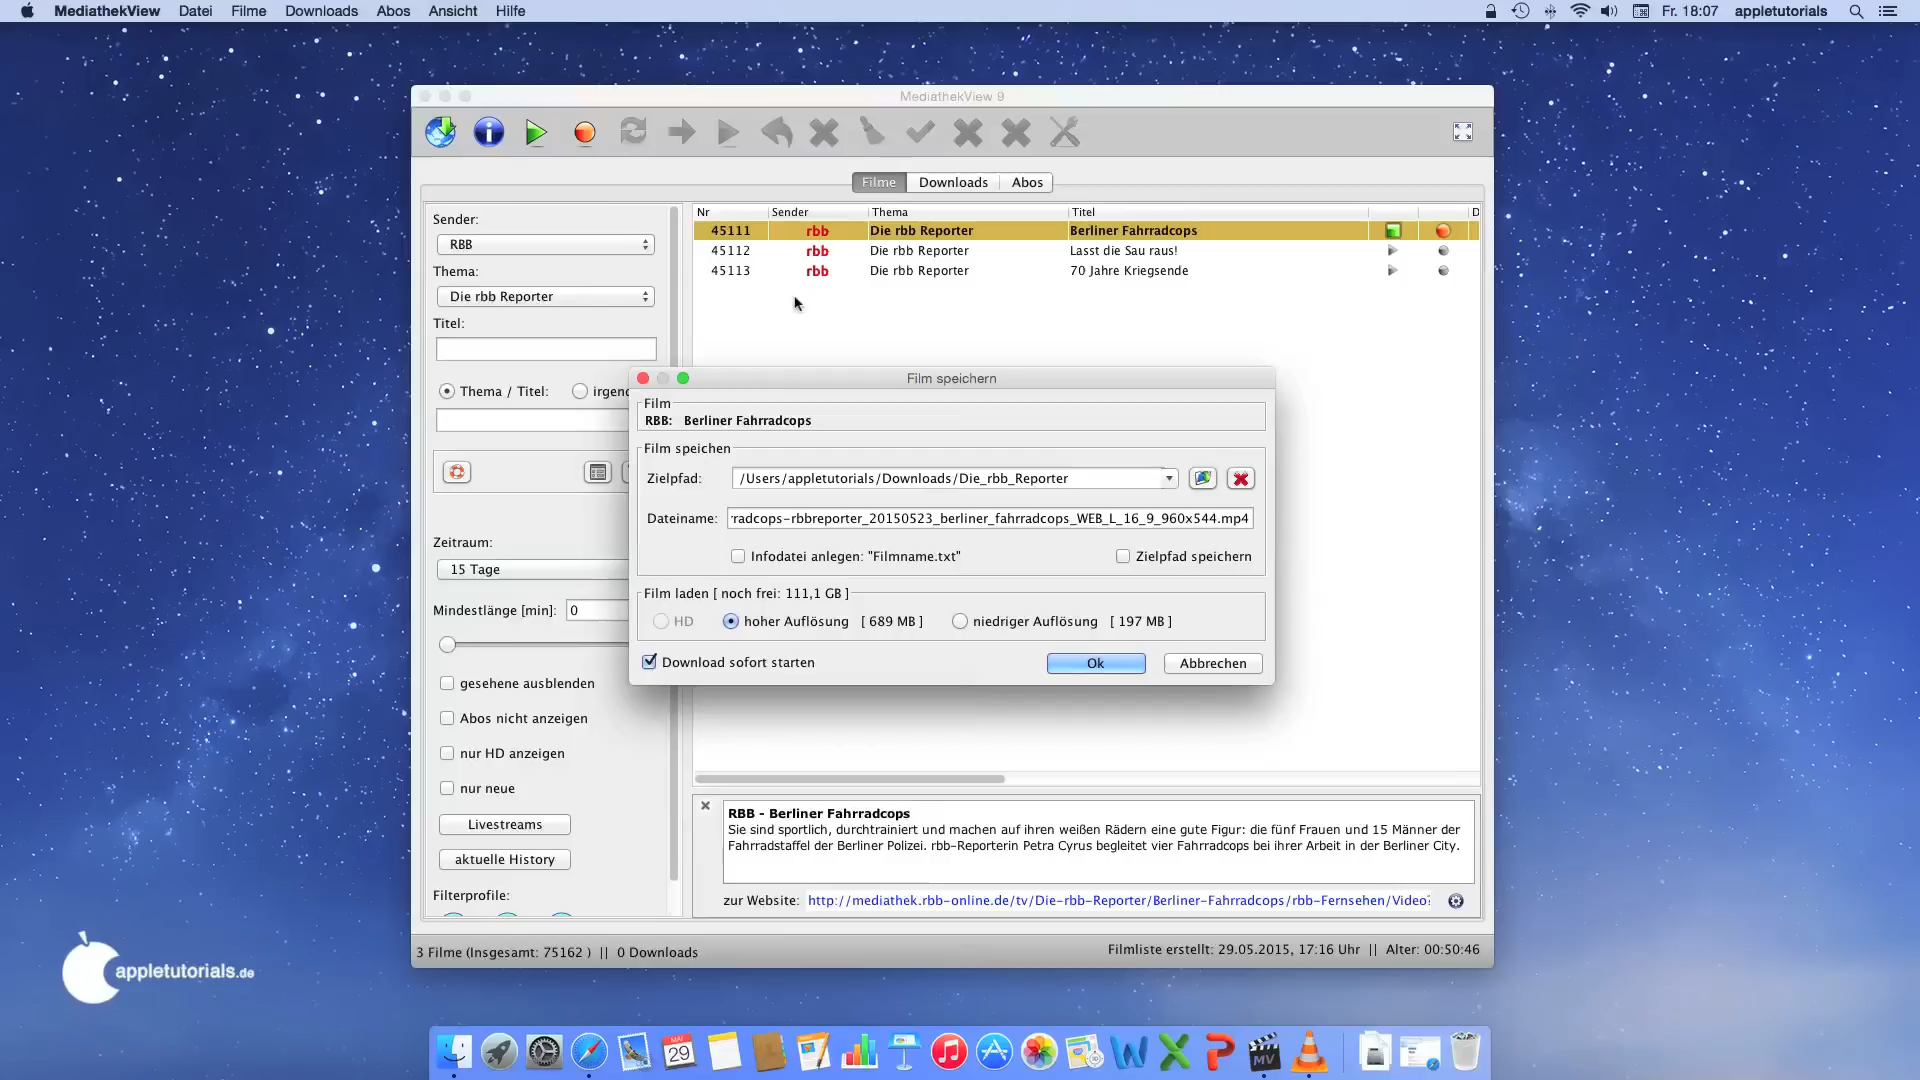 MediathekView Datei Filme Downloads Abos Ansicht Hilfe
Fr. 18:07 appletutorials
MediathekView 9
Filme Downloads Abos
Sender:
RBB
Thema:
Die rbb Reporter
Titel:
Thema / Titel:
Zeitraum:
15 Tage
Mindestlänge [min]: 0
gesehene ausblenden
Abos nicht anzeigen
nur HD anzeigen
nur neue
Livestreams
aktuelle History
Filterprofile:
Nr Sender Thema Titel D
45111 rbb Die rbb Reporter Berliner Fahrradcops
45112 rbb Die rbb Reporter Lasst die Sau raus!
45113 rbb Die rbb Reporter 70 Jahre Kriegsende
Film speichern
Film
RBB: Berliner Fahrradcops
Film speichen
Zielpfad: /Users/appletutorials/Downloads/Die_rbb_Reporter
Dateiname: radcops-rbbreporter_20150523_berliner_fahrradcops_WEB_L_16_9_960x544.mp4
Infodatei anlegen: "Filmname.txt" Zielpfad speichern
Film laden [ noch frei: 111,1 GB ]
HD hoher Auflösung [ 689 MB ] niedriger Auflösung [ 197 MB ]
Download sofort starten Ok Abbrechen
RBB - Berliner Fahrradcops
Sie sind sportlich, durchtrainiert und machen auf ihren weißen Rädern eine gute Figur: die fünf Frauen und 15 Männer der
Fahrradstaffel der Berliner Polizei. rbb-Reporterin Petra Cyrus begleitet vier Fahrradcops bei ihrer Arbeit in der Berliner City.
zur Website: http://mediathek.rbb-online.de/tv/Die-rbb-Reporter/Berliner-Fahrradcops/rbb-Fernsehen/Video?
3 Filme (Insgesamt: 75162 ) || 0 Downloads
Filmliste erstellt: 29.05.2015, 17:16 Uhr || Alter: 00:50:46
appletutorials.de
MAI
29
MV